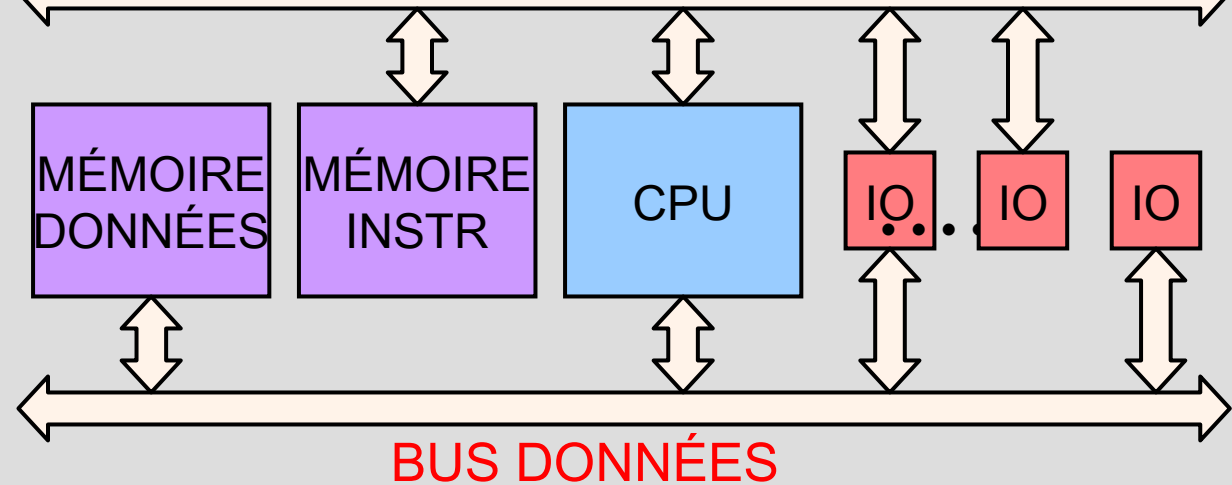 MÉMOIRE
DONNÉES
MÉMOIRE
INSTR
CPU
IO
....
IO
IO
BUS DONNÉES